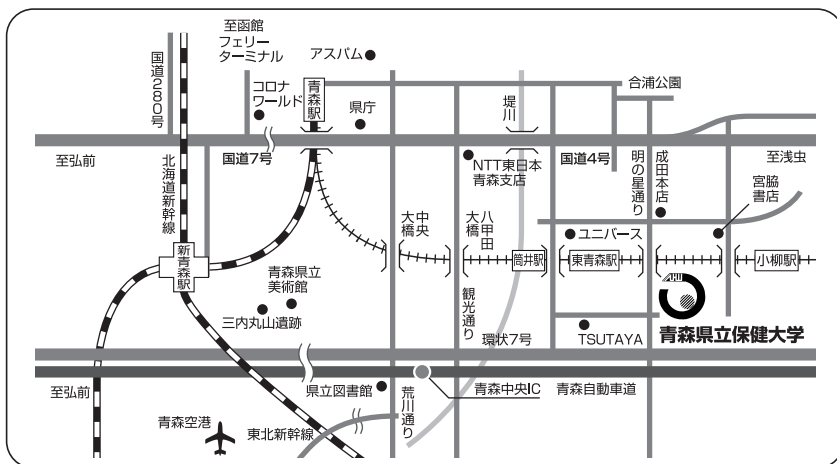 至函館
フェリー
ターミナル
アスパム
国道280号
コロナ
ワールド
青森駅
県庁
堤川
合浦公園
至弘前
北海道新幹線
国道7号
NTT東日本
青森支店
国道4号
明の星通り
成田本店
至浅虫
宮脇
書店
中央
大橋
八甲田
大橋
ユニバース
新青森駅
筒井駅
東青森駅
小柳駅
青森県立
美術館
三内丸山遺跡
観光通り
環状7号
TSUTAYA
AUHW
青森県立保健大学
至弘前
県立図書館
荒川通り
青森中央IC
青森自動車道
青森空港
東北新幹線